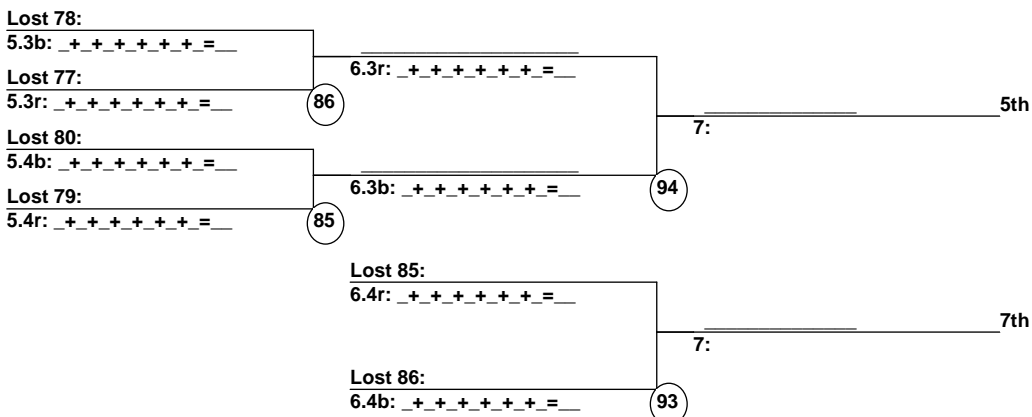 Lost 78:
5.3b: _+_+_+_+_+_+_=__
Lost 77:
5.3r: _+_+_+_+_+_+_=__
86
6.3r: _+_+_+_+_+_+_=__
Lost 80:
5.4b: _+_+_+_+_+_+_=__
Lost 79:
5.4r: _+_+_+_+_+_+_=__
85
6.3b: _+_+_+_+_+_+_=__
94
5th
7:
Lost 85:
6.4r: _+_+_+_+_+_+_=__
Lost 86:
6.4b: _+_+_+_+_+_+_=__
93
7th
7: